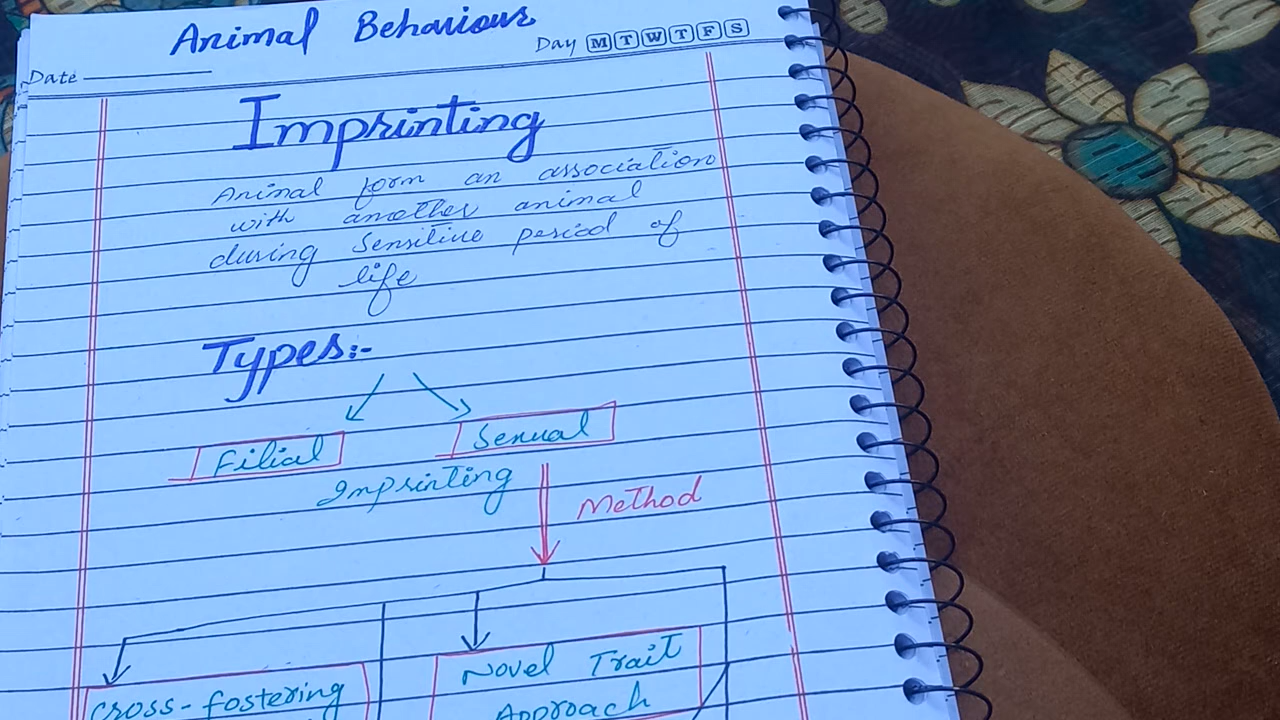 Animal Behaviour
Day M T W T F S
Date
Imprinting
Animal form an association
with another animal
during Sensitive period of
life
Types:-
Filial
Sexual
Imprinting
Method
Cross-fostering
Novel Trait
Approach